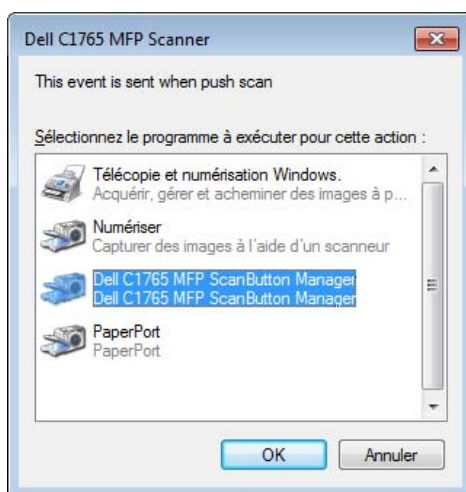 Dell C1765 MFP Scanner
This event is sent when push scan
Sélectionnez le programme à exécuter pour cette action :
Télécopie et numérisation Windows.
Acquérir, gérer et acheminer des images à p...
Numériser
Capturer des images à l'aide d'un scanneur
Dell C1765 MFP ScanButton Manager
Dell C1765 MFP ScanButton Manager
PaperPort
PaperPort
OK
Annuler